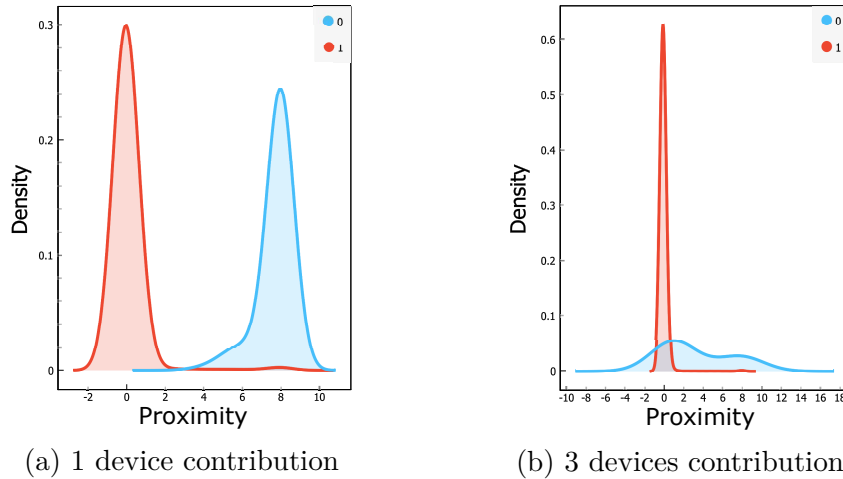 0.3
0.2
0.1
0
Density
-2 0 2 4 6 8 10
Proximity
0
1
(a) 1 device contribution
0.6
0.5
0.4
0.3
0.2
0.1
0
Density
-10 -8 -6 -4 -2 0 2 4 6 8 10 12 14 16 18
Proximity
0
1
(b) 3 devices contribution